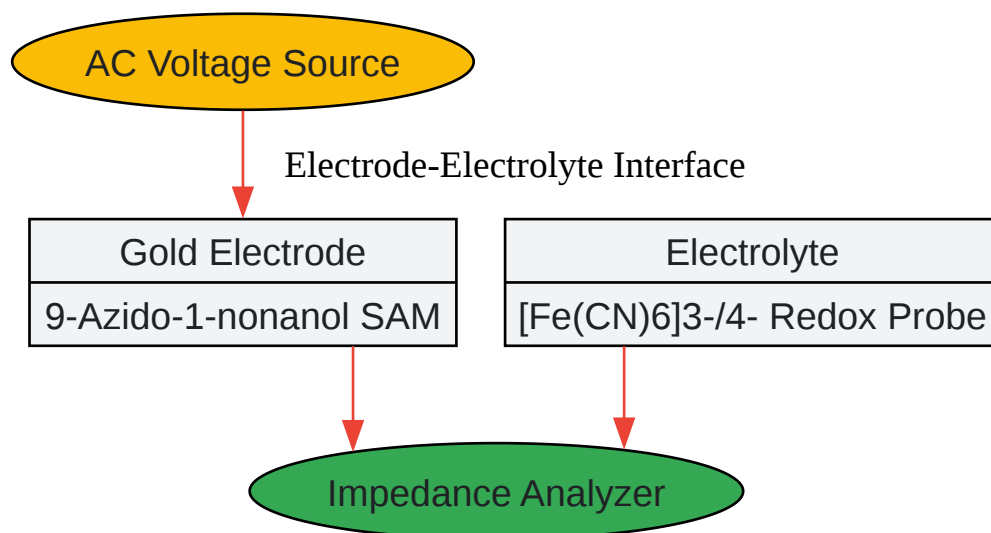 AC Voltage Source
Electrode-Electrolyte Interface
Gold Electrode
9-Azido-1-nonanol SAM
Electrolyte
[Fe(CN)6]3-/4- Redox Probe
Impedance Analyzer